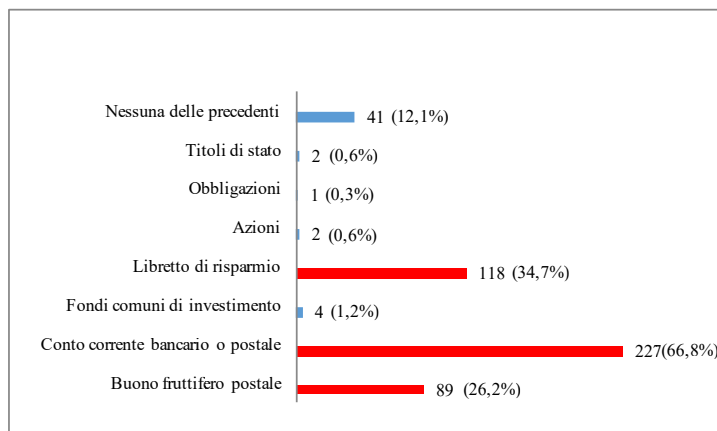 Nessuna delle precedenti 41 (12,1%)
Titoli di stato 2 (0,6%)
Obbligazioni 1 (0,3%)
Azioni 2 (0,6%)
Libretto di risparmio 118 (34,7%)
Fondi comuni di investimento 4 (1,2%)
Conto corrente bancario o postale 227(66,8%)
Buono fruttifero postale 89 (26,2%)